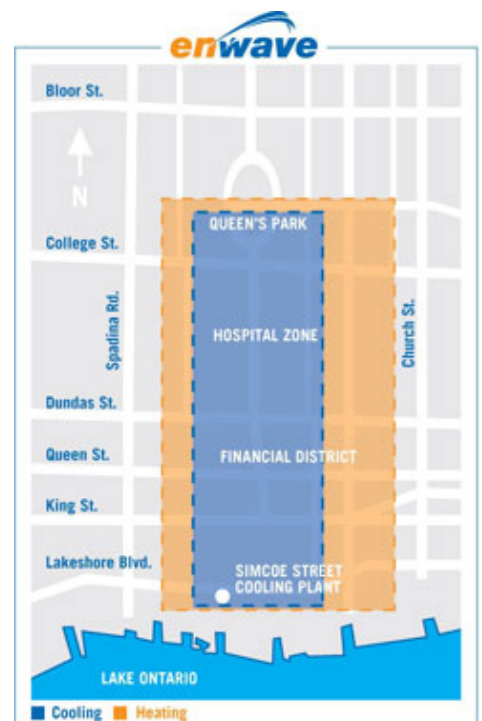 enwave
Bloor St.
N
QUEEN'S PARK
College St.
Spadina Rd.
Church St.
HOSPITAL ZONE
Dundas St.
Queen St.
FINANCIAL DISTRICT
King St.
Lakeshore Blvd.
SIMCOE STREET
COOLING PLANT
LAKE ONTARIO
Cooling Heating